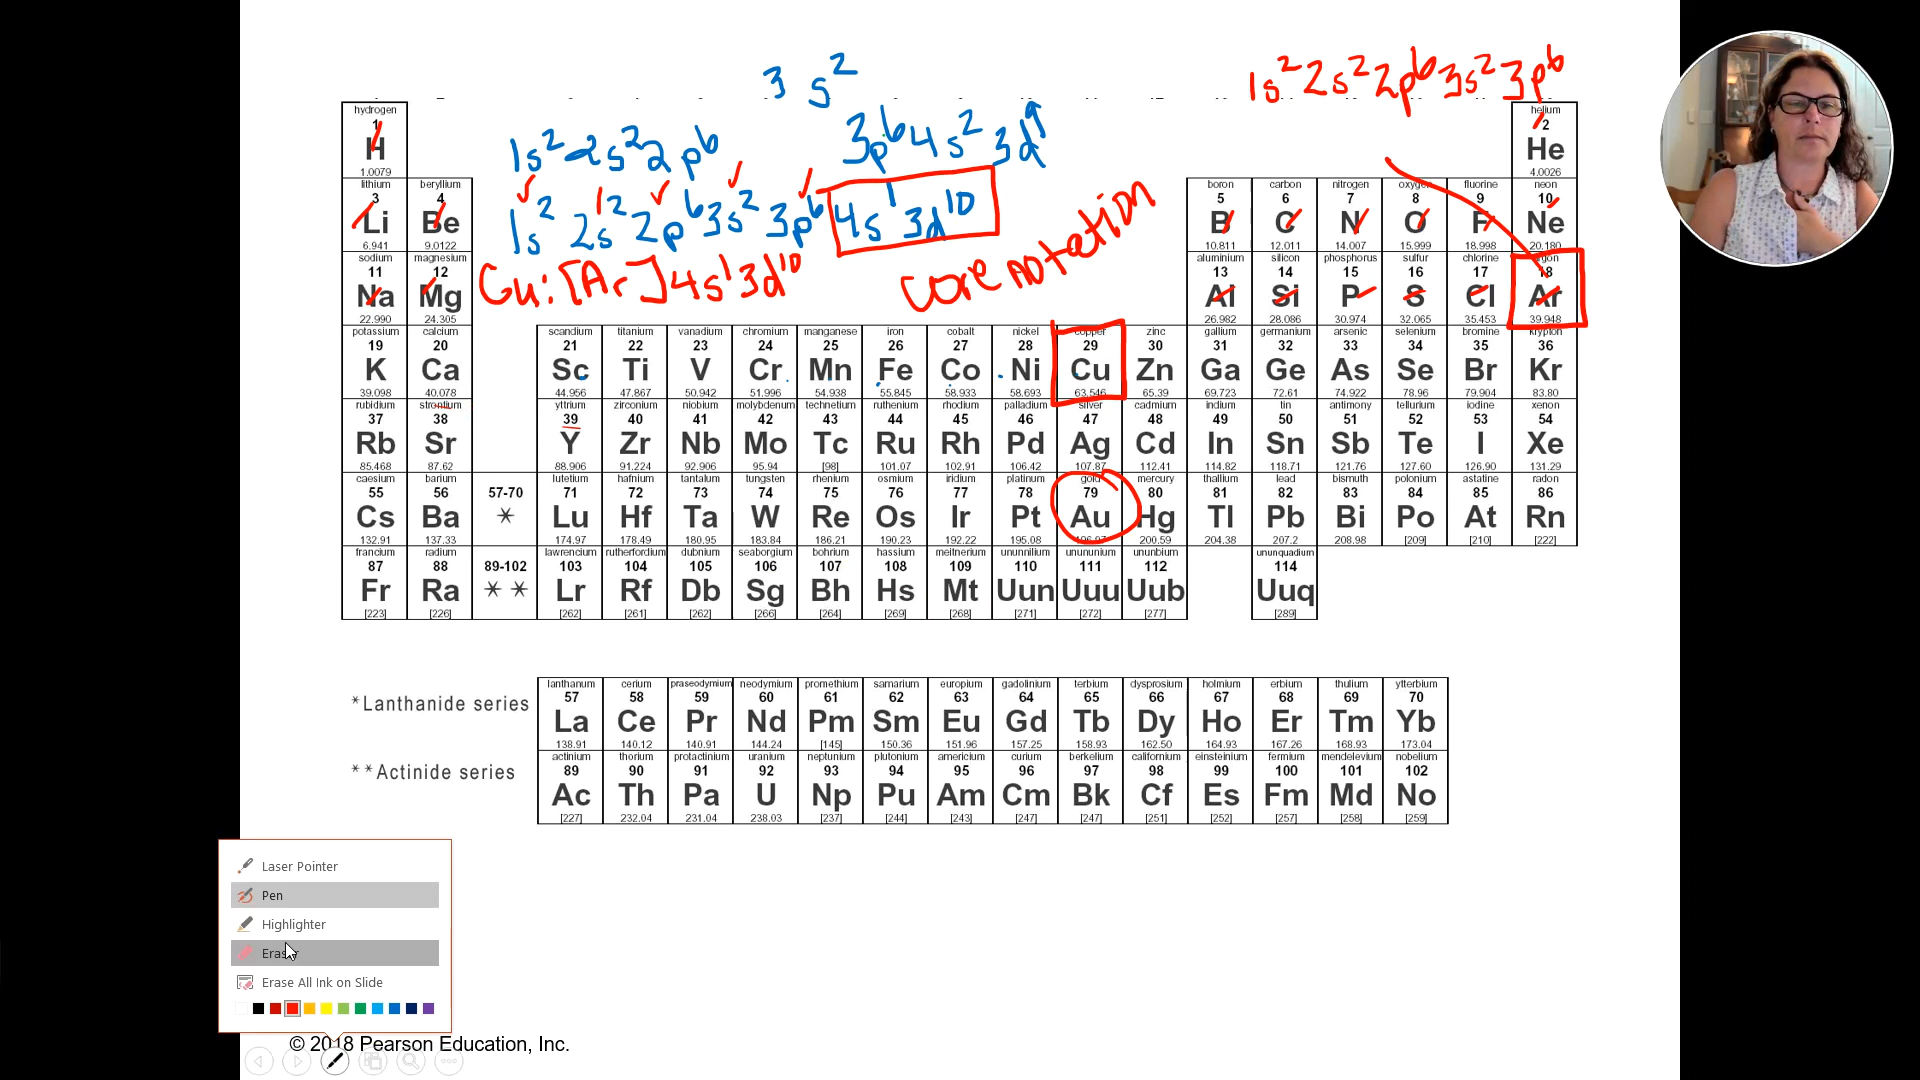 3 s²
1s²2s²2p⁶3s²3p⁶
1s² 2s²2p⁶
3p⁶4s²3d⁹
1s² 2s² 2p⁶3s² 3p⁶ 4s¹ 3d¹⁰
Cu: [Ar] 4s¹3d¹⁰
core notation
hydrogen helium
1 2
H He
1.0079 4.0026
lithium beryllium boron carbon nitrogen oxygen fluorine neon
3 4 5 6 7 8 9 10
Li Be B C N O F Ne
6.941 9.0122 10.811 12.011 14.007 15.999 18.998 20.180
sodium magnesium aluminium silicon phosphorus sulfur chlorine argon
11 12 13 14 15 16 17 18
Na Mg Al Si P S Cl Ar
22.990 24.305 26.982 28.086 30.974 32.065 35.453 39.948
potassium calcium scandium titanium vanadium chromium manganese iron cobalt nickel copper zinc gallium germanium arsenic selenium bromine krypton
19 20 21 22 23 24 25 26 27 28 29 30 31 32 33 34 35 36
K Ca Sc Ti V Cr Mn Fe Co Ni Cu Zn Ga Ge As Se Br Kr
39.098 40.078 44.956 47.867 50.942 51.996 54.938 55.845 58.933 58.693 63.546 65.39 69.723 72.61 74.922 78.96 79.904 83.80
rubidium strontium yttrium zirconium niobium molybdenum technetium ruthenium rhodium palladium silver cadmium indium tin antimony tellurium iodine xenon
37 38 39 40 41 42 43 44 45 46 47 48 49 50 51 52 53 54
Rb Sr Y Zr Nb Mo Tc Ru Rh Pd Ag Cd In Sn Sb Te I Xe
85.468 87.62 88.906 91.224 92.906 95.94 [98] 101.07 102.91 106.42 107.87 112.41 114.82 118.71 121.76 127.60 126.90 131.29
caesium barium lutetium hafnium tantalum tungsten rhenium osmium iridium platinum gold mercury thallium lead bismuth polonium astatine radon
55 56 57-70 71 72 73 74 75 76 77 78 79 80 81 82 83 84 85 86
Cs Ba * Lu Hf Ta W Re Os Ir Pt Au Hg Tl Pb Bi Po At Rn
132.91 137.33 174.97 178.49 180.95 183.84 186.21 190.23 192.22 195.08 196.97 200.59 204.38 207.2 208.98 [209] [210] [222]
francium radium lawrencium rutherfordium dubnium seaborgium bohrium hassium meitnerium ununnilium unununium ununbium ununquadium
87 88 89-102 103 104 105 106 107 108 109 110 111 112 114
Fr Ra * * Lr Rf Db Sg Bh Hs Mt Uun Uuu Uub Uuq
[223] [226] [262] [261] [262] [266] [264] [269] [268] [271] [272] [277] [289]
lanthanum cerium praseodymium neodymium promethium samarium europium gadolinium terbium dysprosium holmium erbium thulium ytterbium
57 58 59 60 61 62 63 64 65 66 67 68 69 70
*Lanthanide series La Ce Pr Nd Pm Sm Eu Gd Tb Dy Ho Er Tm Yb
138.91 140.12 140.91 144.24 [145] 150.36 151.96 157.25 158.93 162.50 164.93 167.26 168.93 173.04
actinium thorium protactinium uranium neptunium plutonium americium curium berkelium californium einsteinium fermium mendelevium nobelium
**Actinide series 89 90 91 92 93 94 95 96 97 98 99 100 101 102
Ac Th Pa U Np Pu Am Cm Bk Cf Es Fm Md No
[227] 232.04 231.04 238.03 [237] [244] [243] [247] [247] [251] [252] [257] [258] [259]
Laser Pointer
Pen
Highlighter
Eraser
Erase All Ink on Slide
© 2018 Pearson Education, Inc.